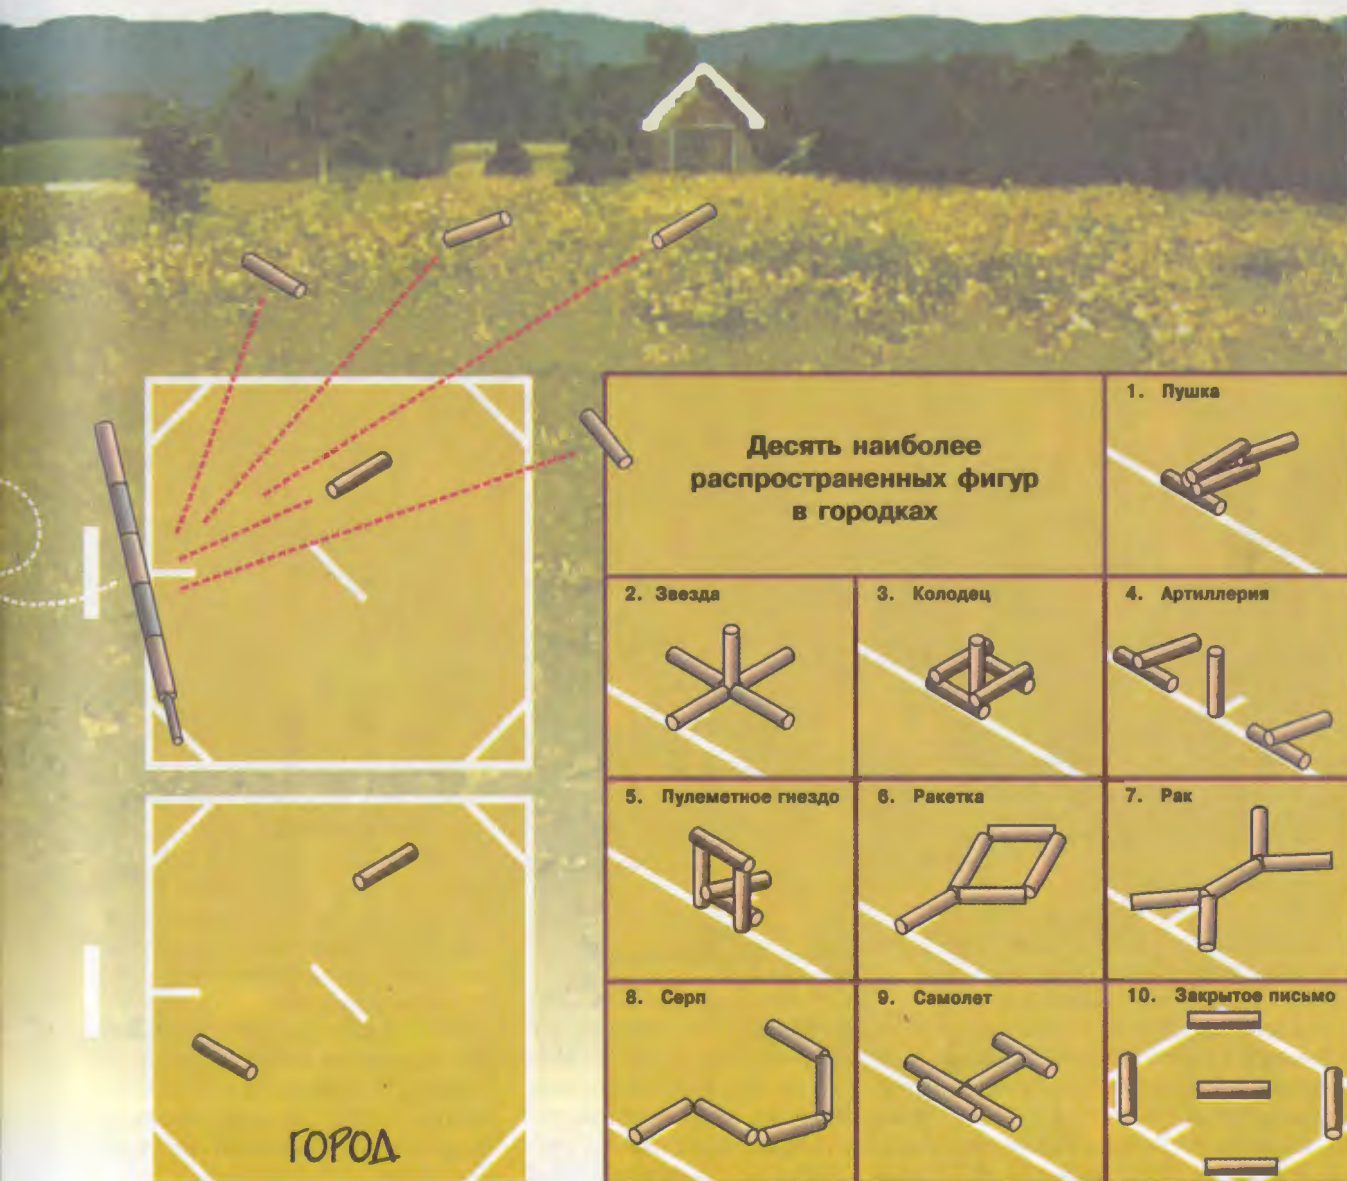 Десять наиболее
распространенных фигур
в городках
1. Пушка
2. Звезда
3. Колодец
4. Артиллерия
5. Пулеметное гнездо
6. Ракетка
7. Рак
8. Серп
9. Самолет
10. Закрытое письмо
ГОРОД